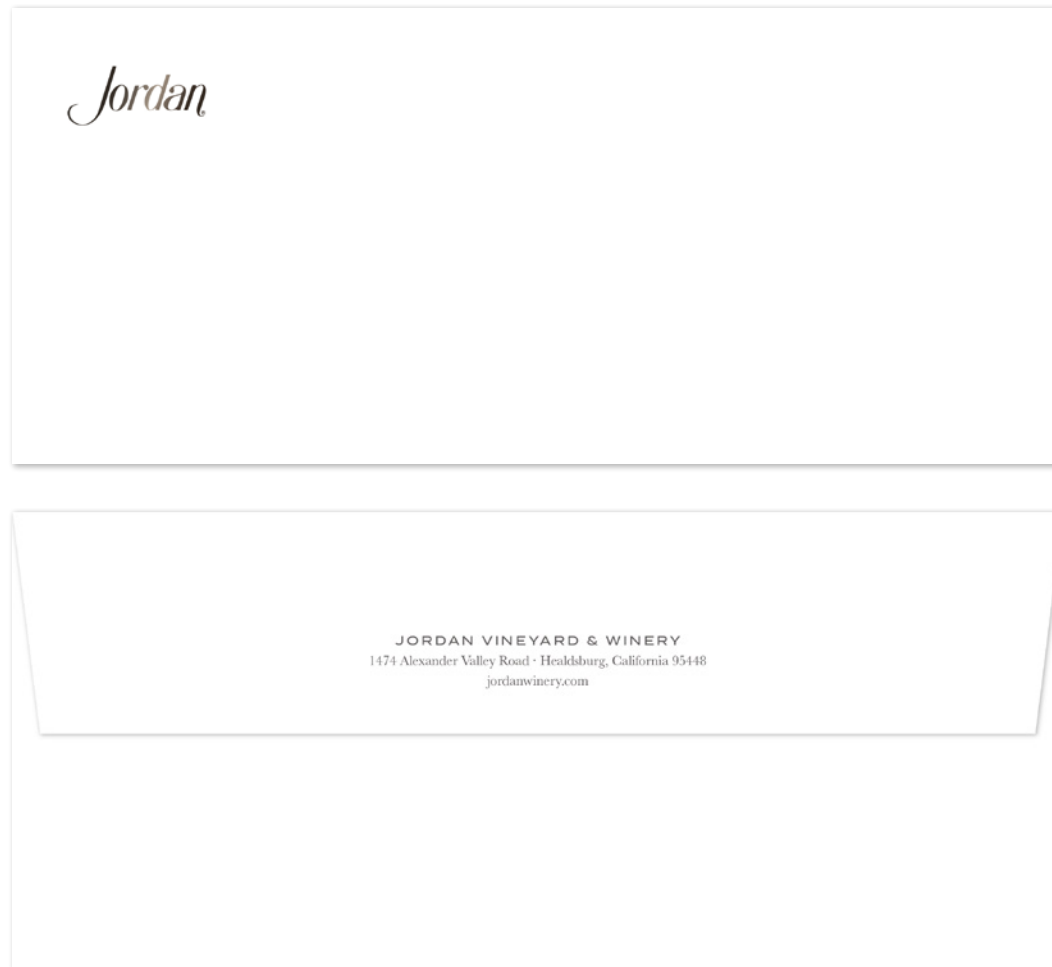 Jordan
JORDAN VINEYARD & WINERY
1474 Alexander Valley Road · Healdsburg, California 95448
jordanwinery.com